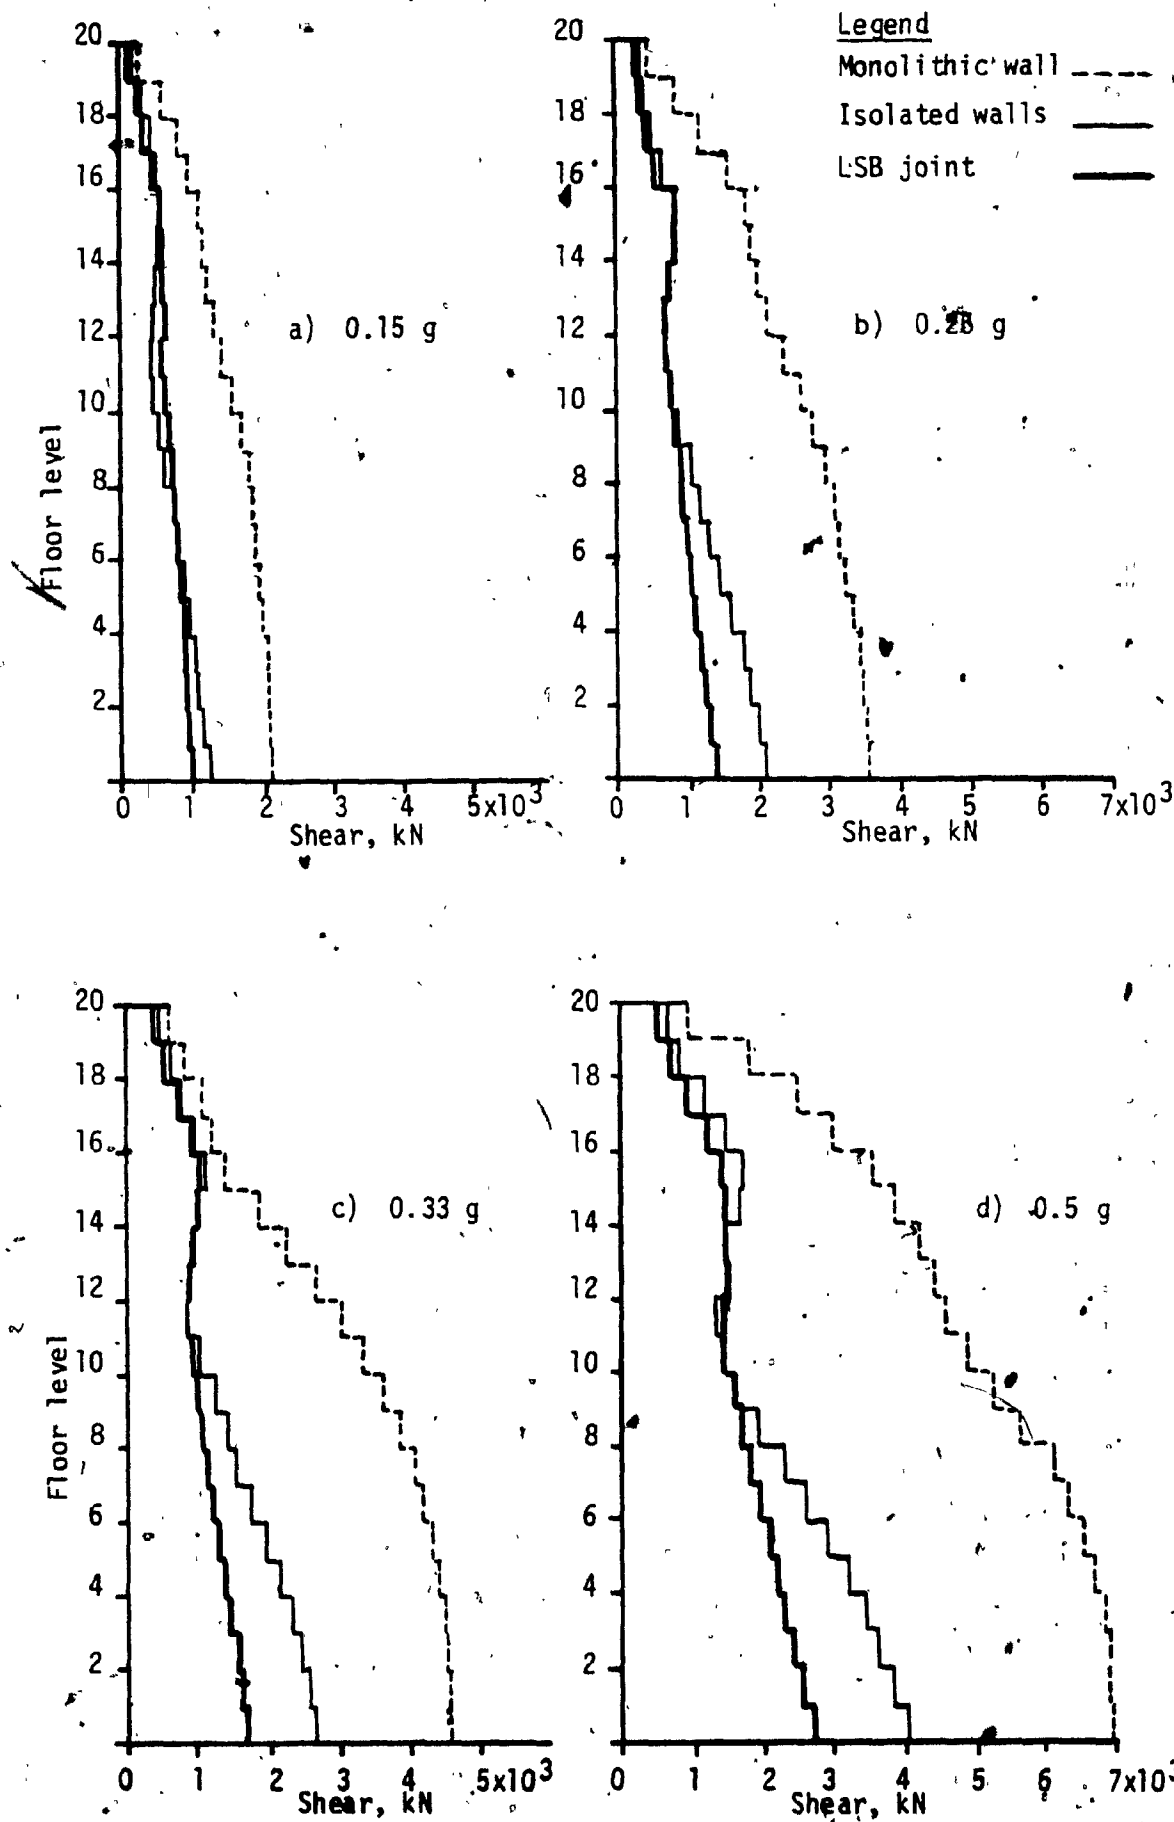 Legend
Monolithic wall
Isolated walls
LSB joint
20
18
16
14
12
10
8
6
4
2
Floor level
a) 0.15 g
0 1 2 3 4 5x10³
Shear, kN
20
18
16
14
12
10
8
6
4
2
b) g
0 1 2 3 4 5 6 7x10³
Shear, kN
20
18
16
14
12
10
8
6
4
2
Floor level
c) 0.33 g
0 1 2 3 4 5x10³
Shear, kN
20
18
16
14
12
10
8
6
4
2
d) 0.5 g
0 1 2 3 4 5 6 7x10³
Shear, kN